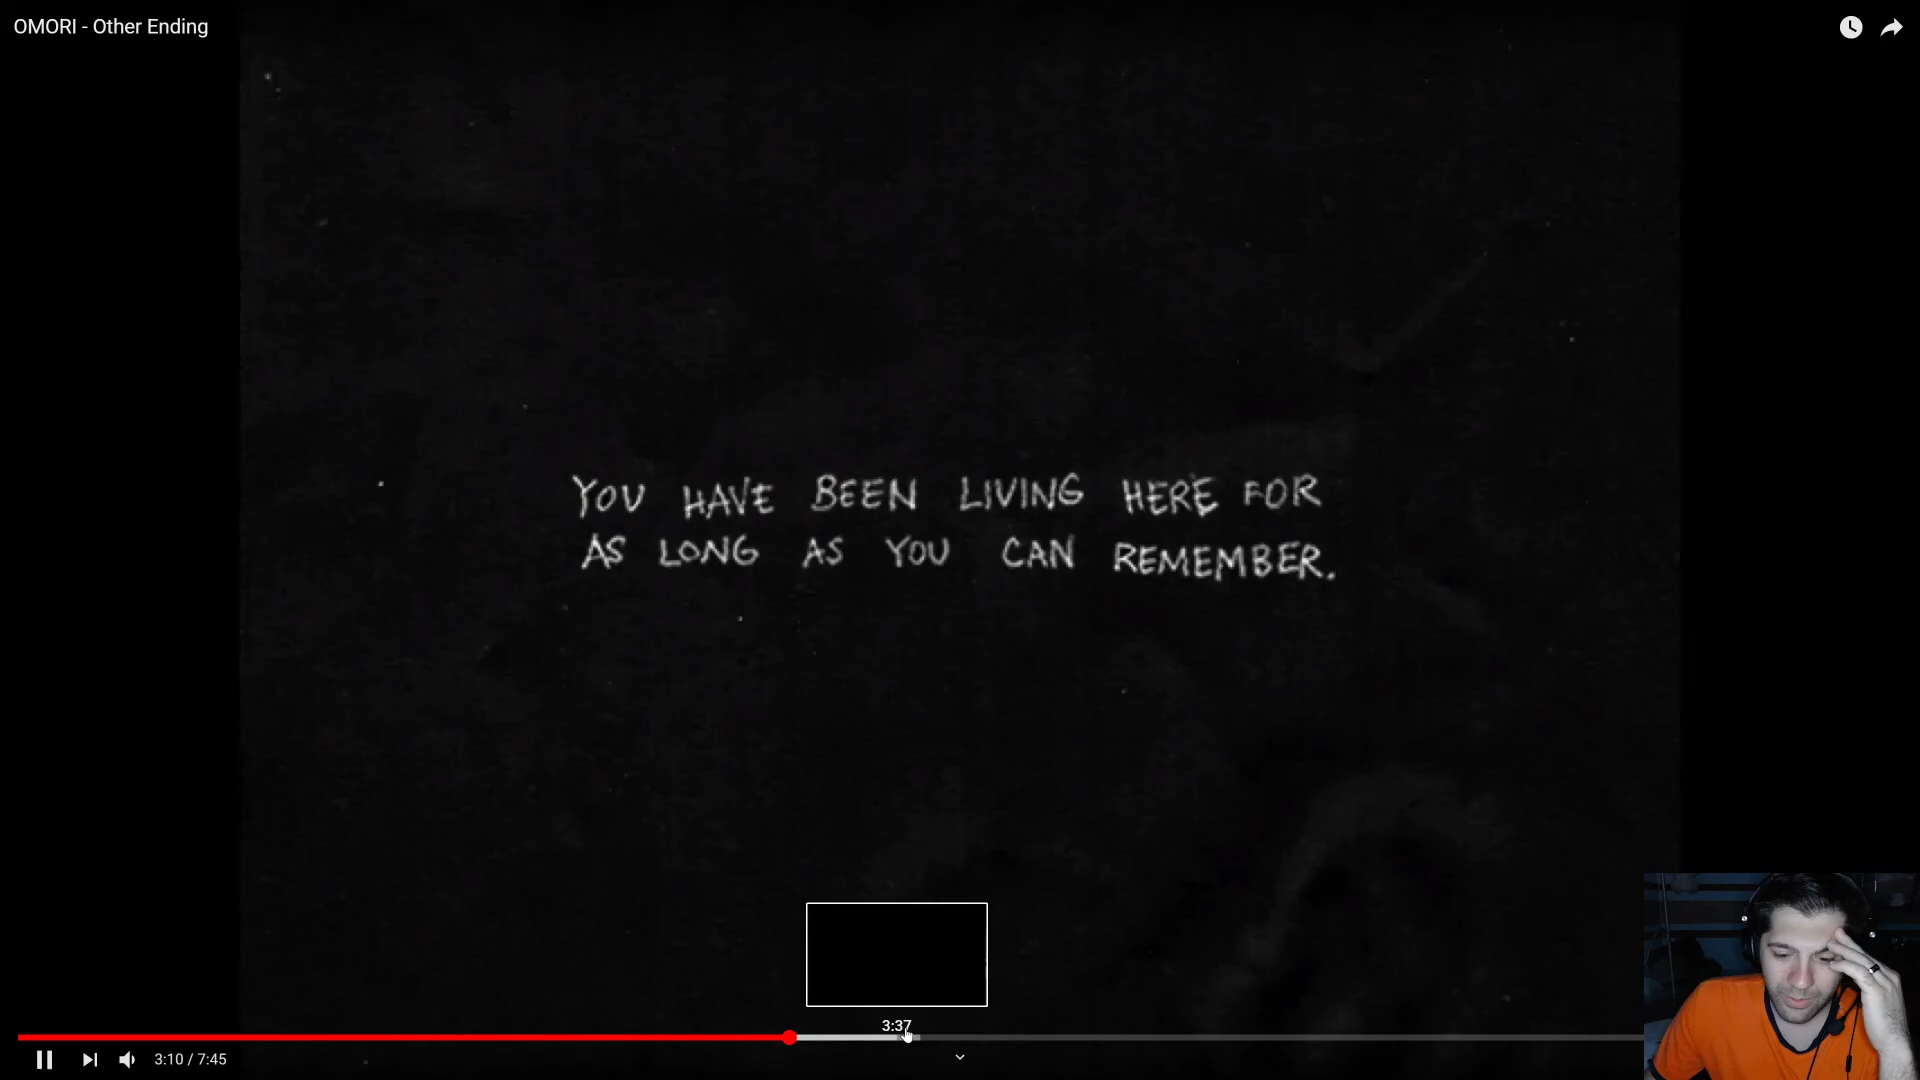 OMORI - Other Ending
YOU HAVE BEEN LIVING HERE FOR
AS LONG AS YOU CAN REMEMBER.
3:37
3:10 / 7:45